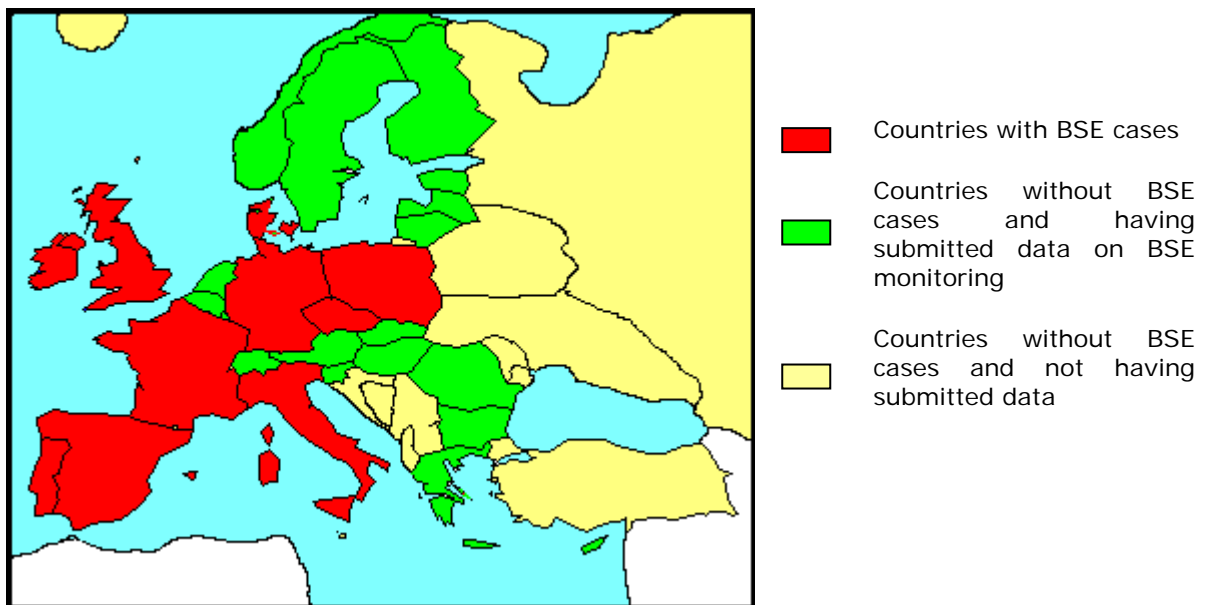 Countries with BSE cases
Countries without BSE
cases and having
submitted data on BSE
monitoring
Countries without BSE
cases and not having
submitted data